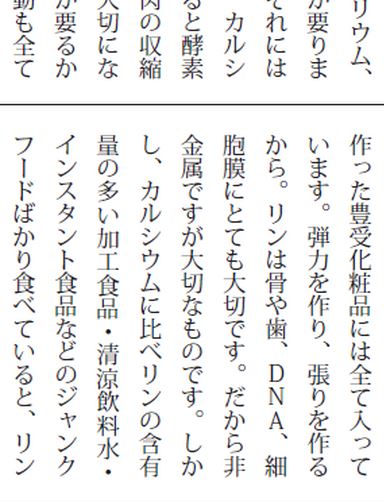 リウム、
が要りま
それには
カルシ
ると酵素
肉の収縮
大切にな
が要るか
動も全て
作った豊受化粧品には全て入って
います。弾力を作り、張りを作る
から。リンは骨や歯、DNA、細
胞膜にとても大切です。だから非
金属ですが大切なものです。しか
し、カルシウムに比べリンの含有
量の多い加工食品・清涼飲料水・
インスタント食品などのジャンク
フードばかり食べていると、リン